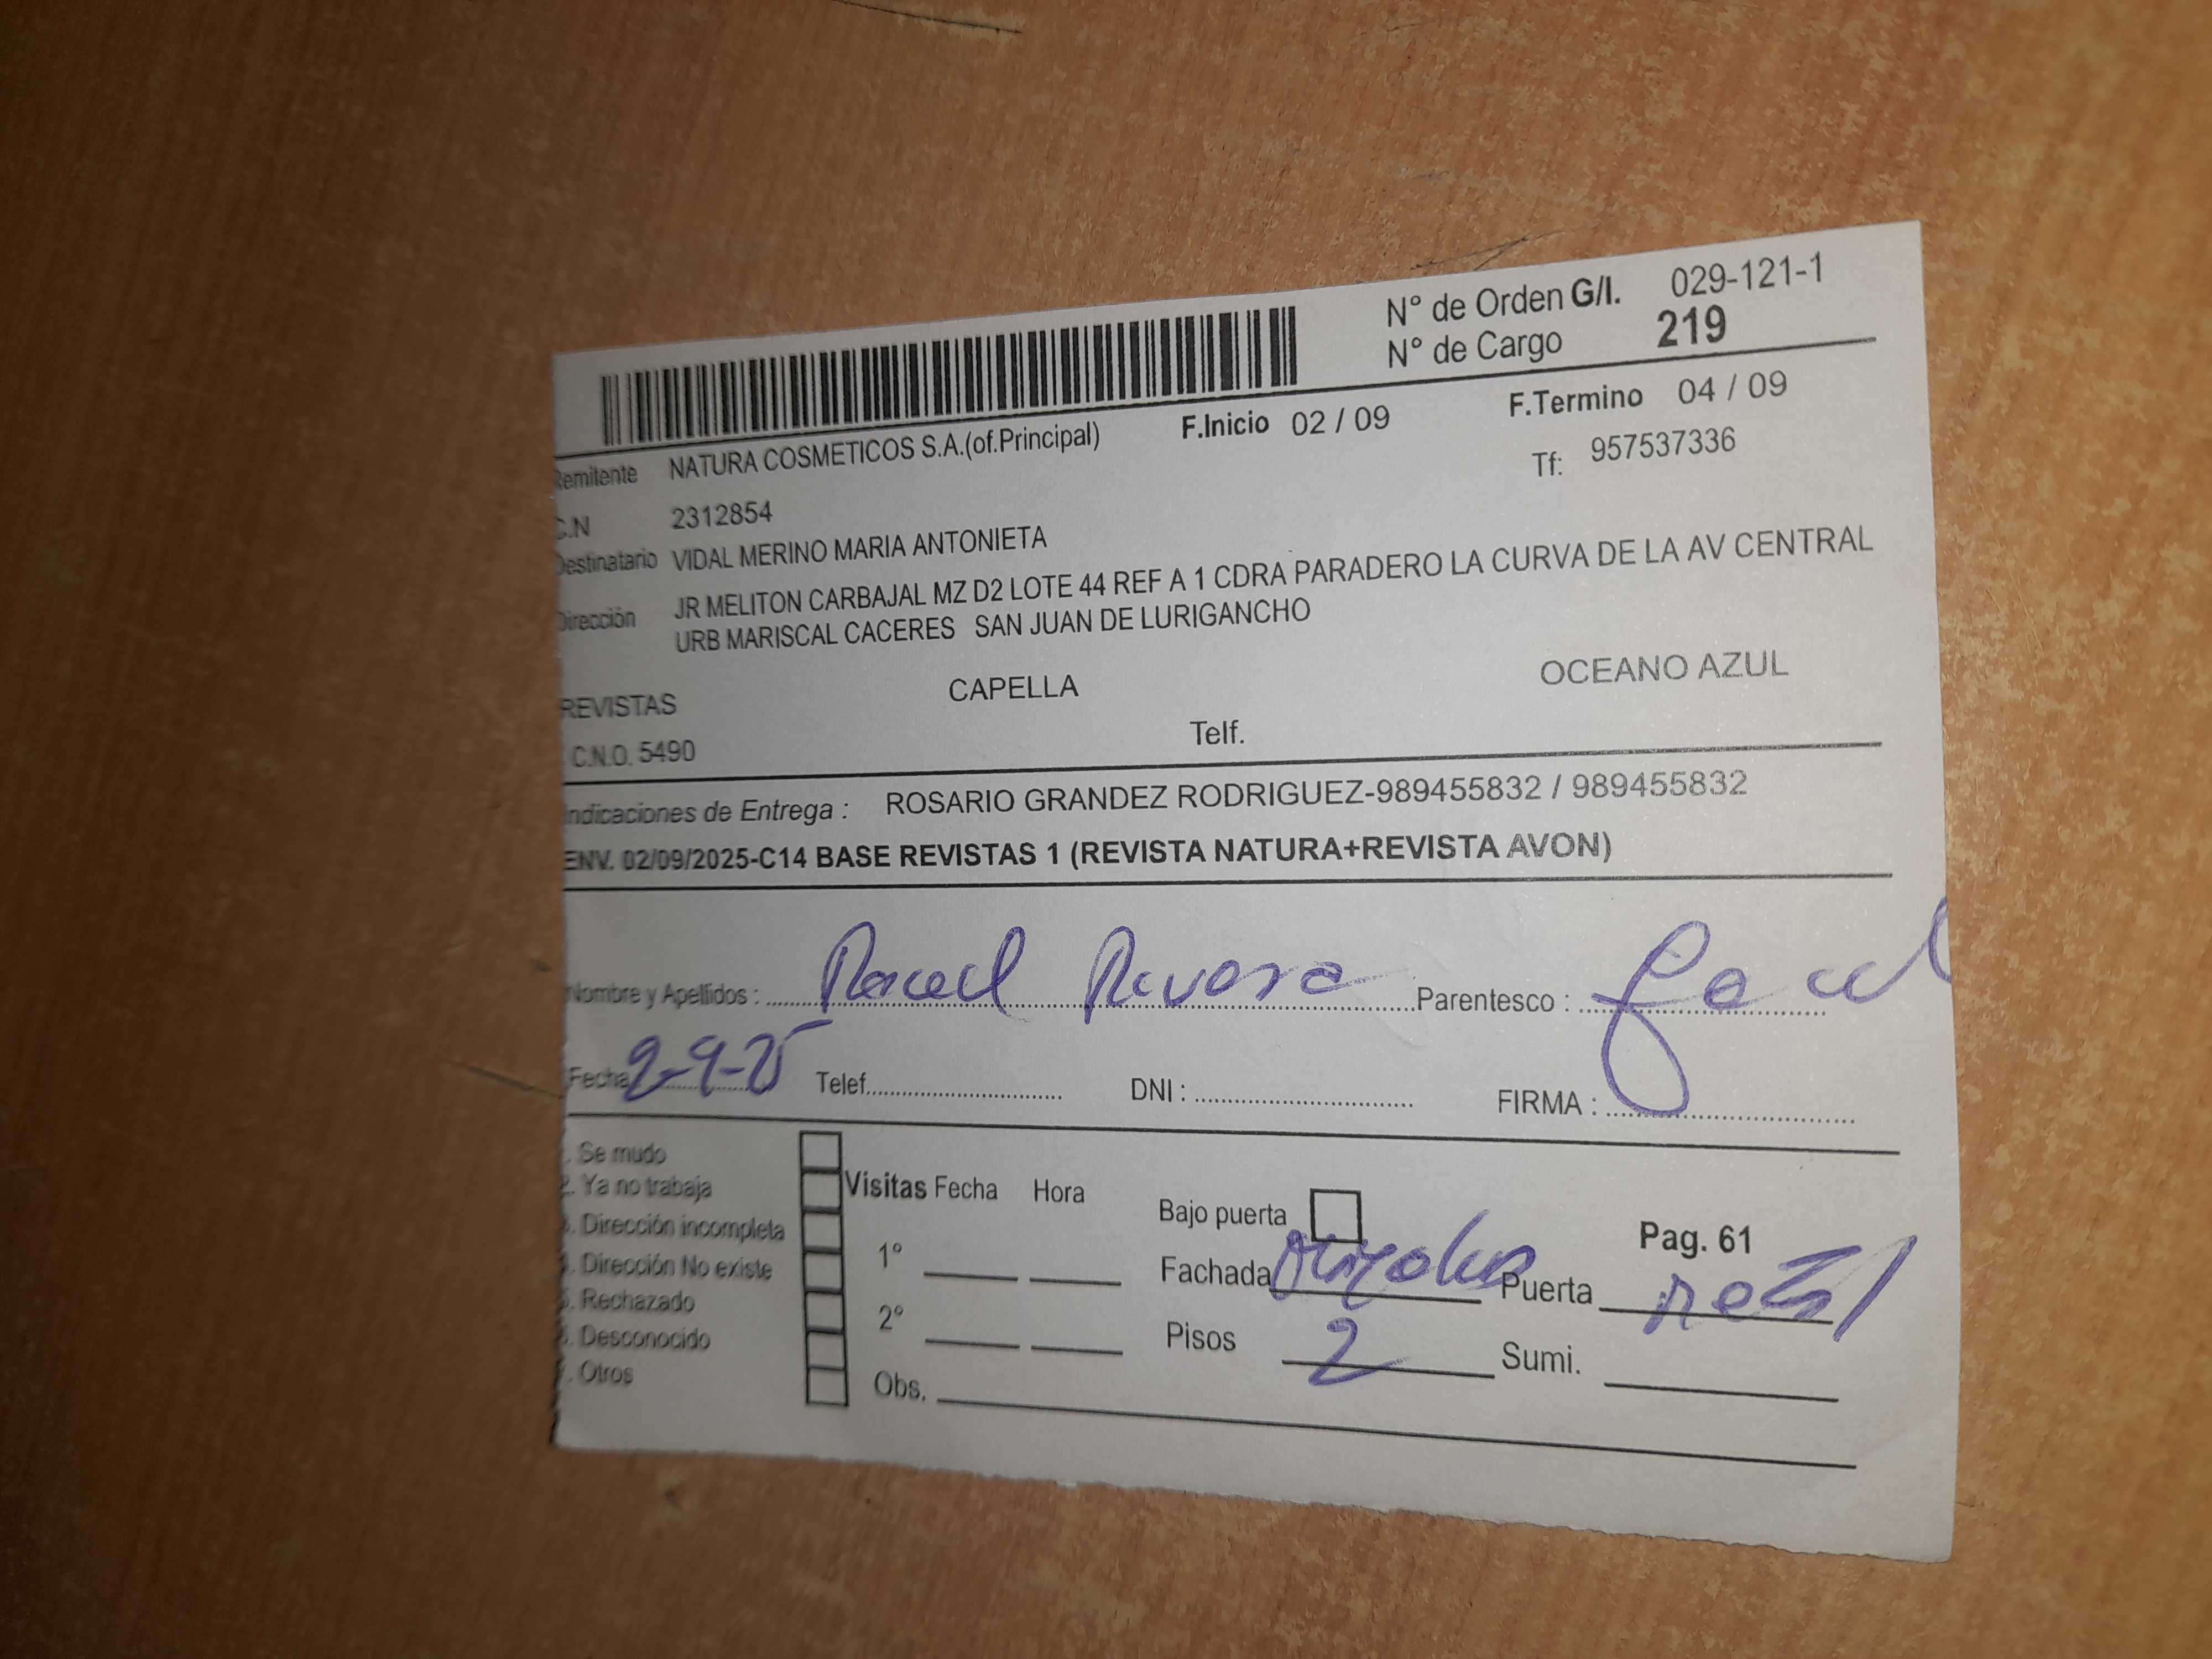 N° de Orden G/I. 029-121-1
N° de Cargo 219
F.Inicio 02 / 09 F.Termino 04 / 09
Remitente NATURA COSMETICOS S.A.(of.Principal) Tf: 957537336
C.N 2312854
Destinatario VIDAL MERINO MARIA ANTONIETA
Dirección JR MELITON CARBAJAL MZ D2 LOTE 44 REF A 1 CDRA PARADERO LA CURVA DE LA AV CENTRAL
URB MARISCAL CACERES SAN JUAN DE LURIGANCHO
REVISTAS CAPELLA OCEANO AZUL
C.N.O. 5490 Telf.
Indicaciones de Entrega : ROSARIO GRANDEZ RODRIGUEZ-989455832 / 989455832
ENV. 02/09/2025-C14 BASE REVISTAS 1 (REVISTA NATURA+REVISTA AVON)
Nombre y Apellidos : Rivera Parentesco :
Fecha 2-9-25 Telef. DNI : FIRMA :
. Se mudo
2. Ya no trabaja Visitas Fecha Hora
3. Dirección incompleta Bajo puerta Pag. 61
4. Dirección No existe 1° Fachada Puerta metal
5. Rechazado
6. Desconocido 2° Pisos 2 Sumi.
7. Otros Obs.